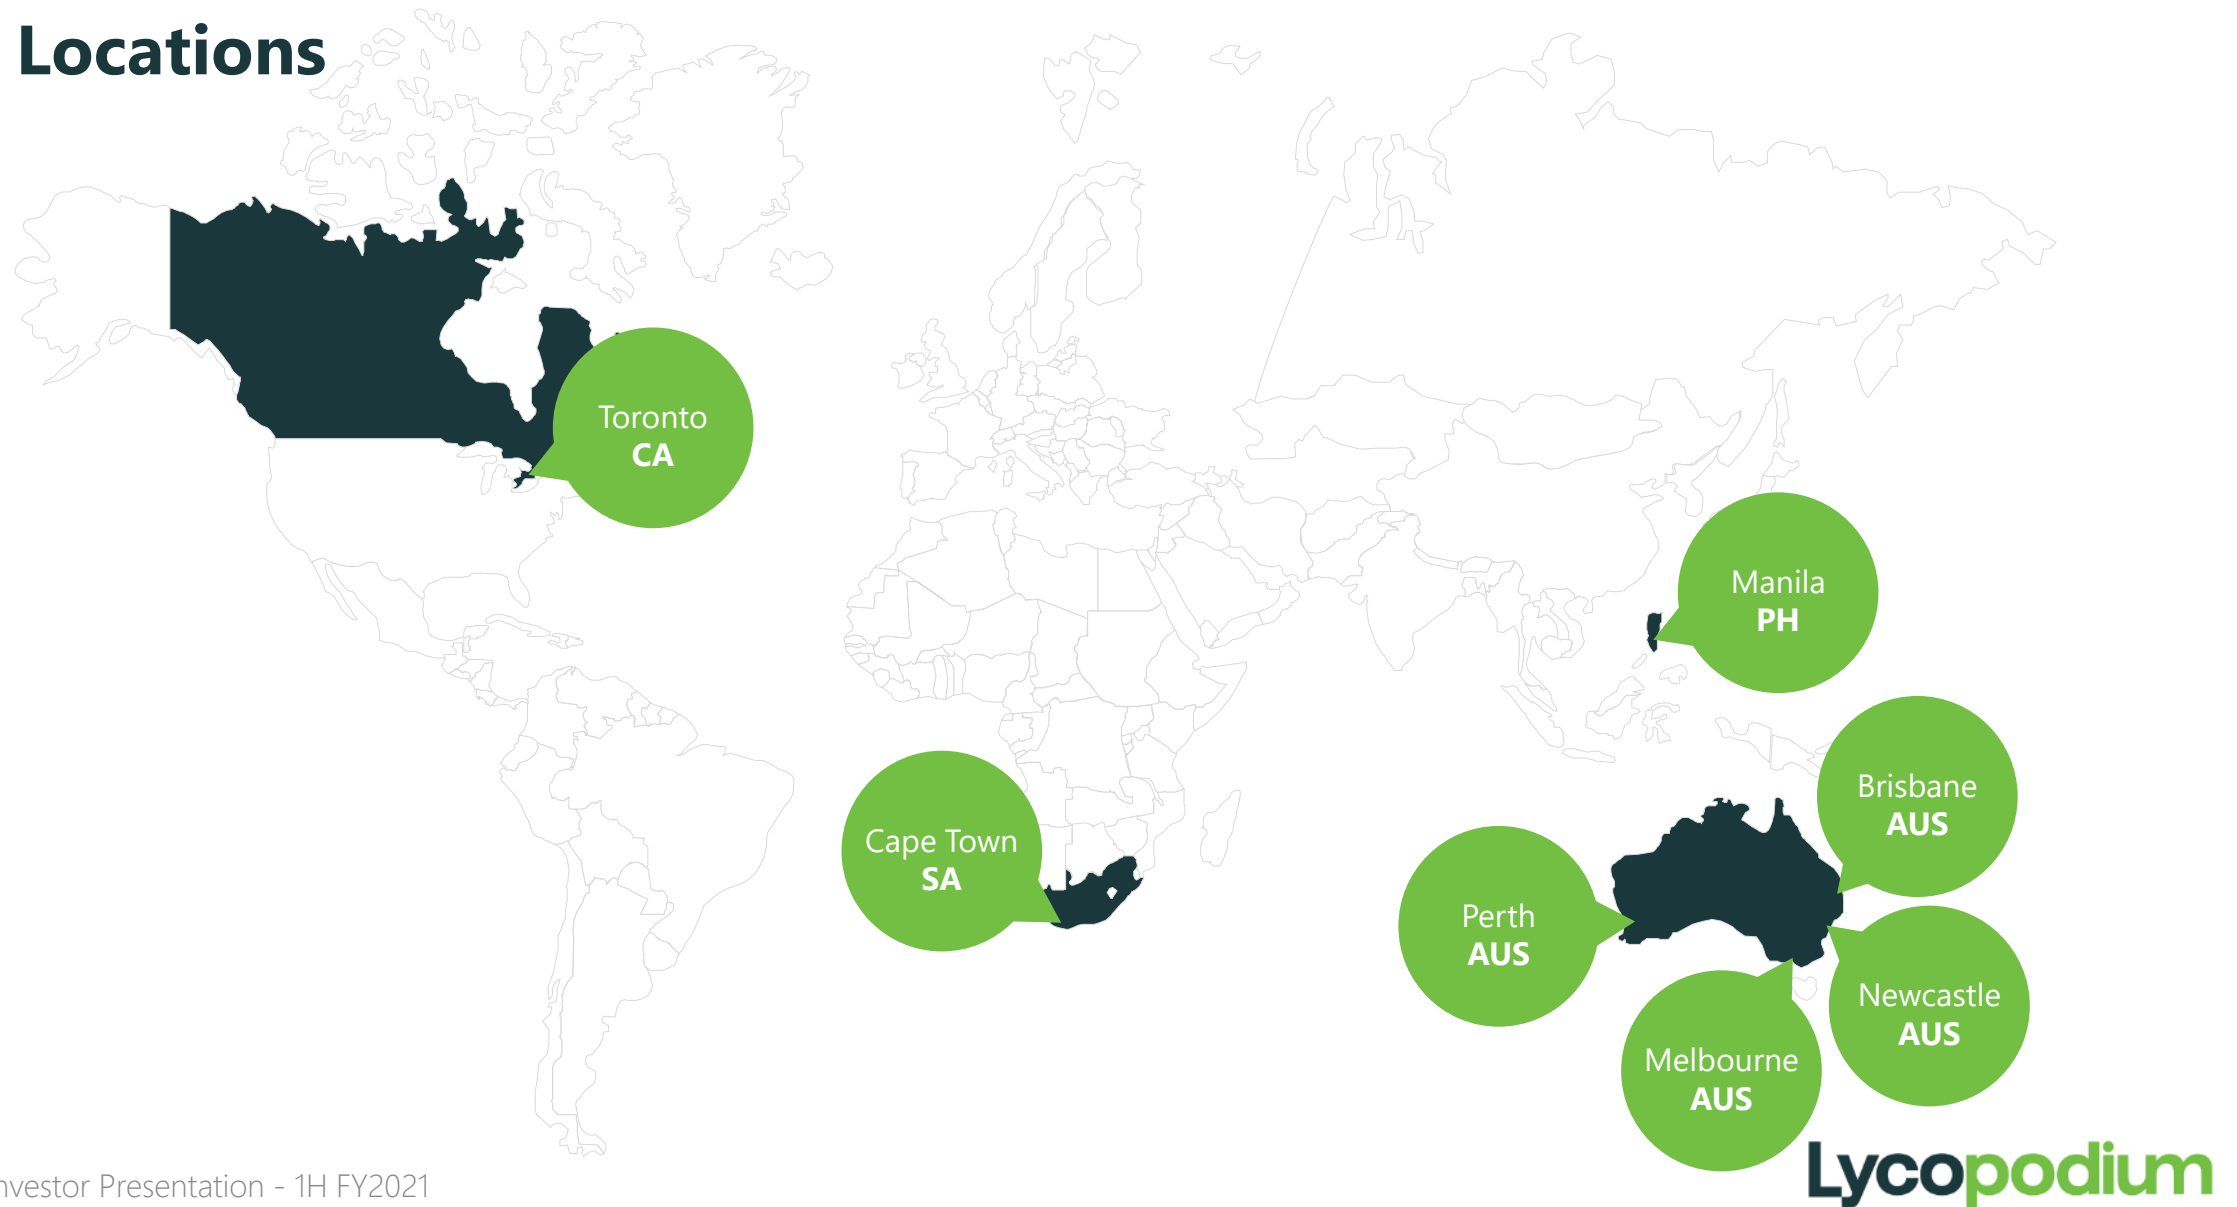 Locations
Toronto
CA
Manila
PH
Brisbane
AUS
Cape Town
SA
Perth
AUS
Newcastle
AUS
Melbourne
AUS
nvestor Presentation - 1H FY2021
Lycopodium